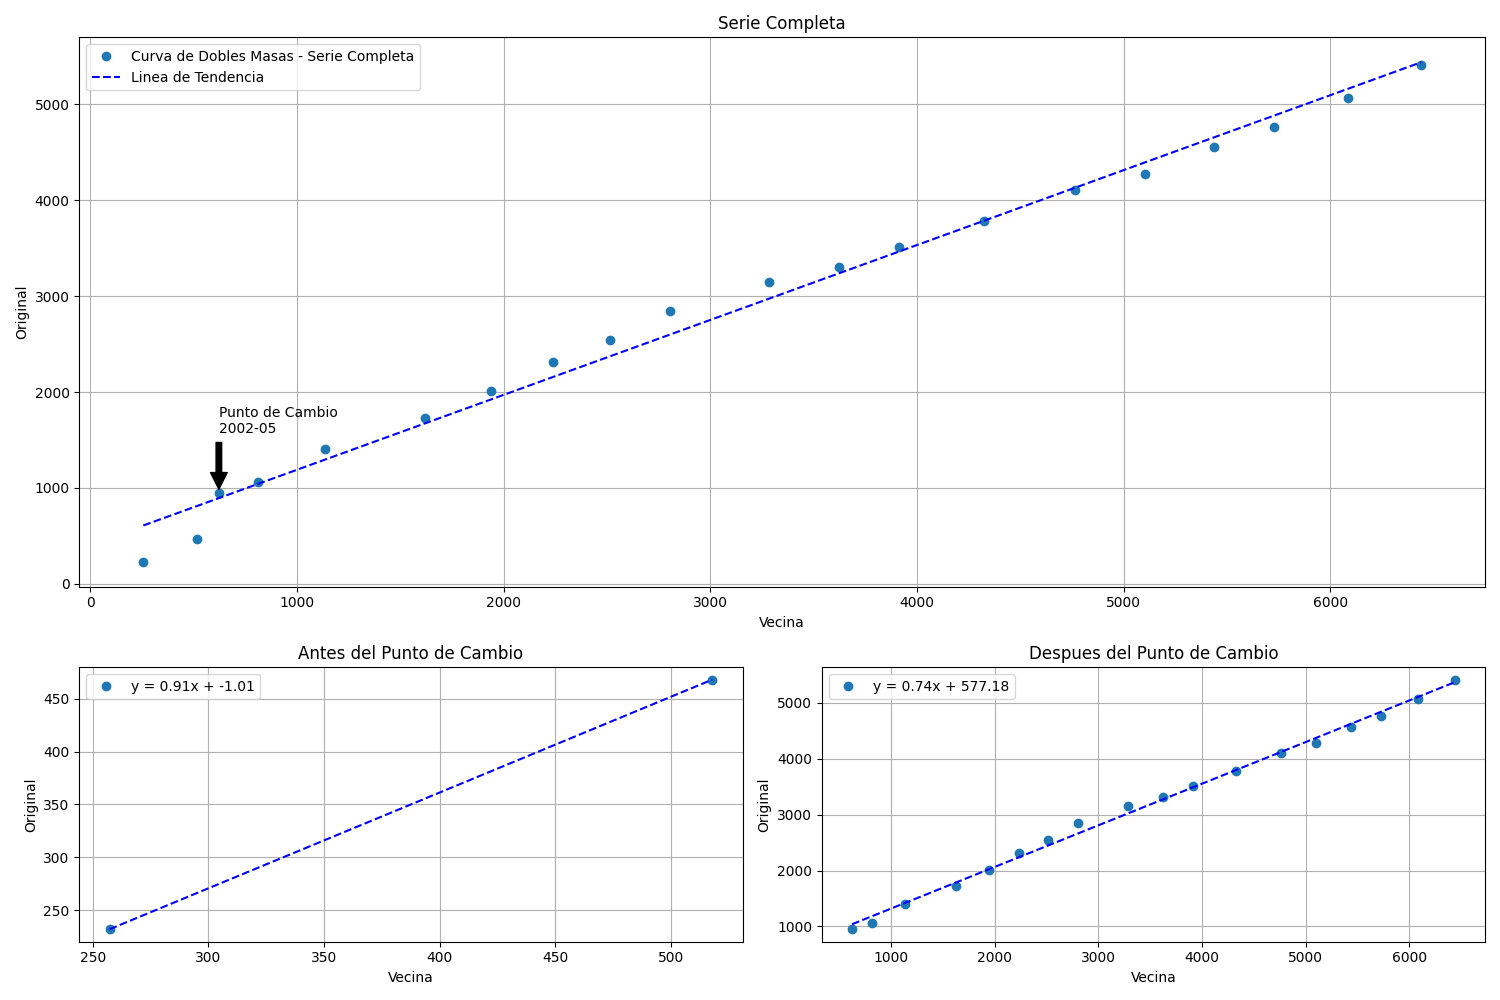 Serie Completa
Curva de Dobles Masas - Serie Completa
Linea de Tendencia
5000
4000
3000
2000
1000
0
Original
Punto de Cambio
2002-05
0 1000 2000 3000 4000 5000 6000
Vecina
Antes del Punto de Cambio
y = 0.91x + -1.01
450
400
350
300
250
Original
250 300 350 400 450 500
Vecina
Despues del Punto de Cambio
y = 0.74x + 577.18
5000
4000
3000
2000
1000
Original
1000 2000 3000 4000 5000 6000
Vecina